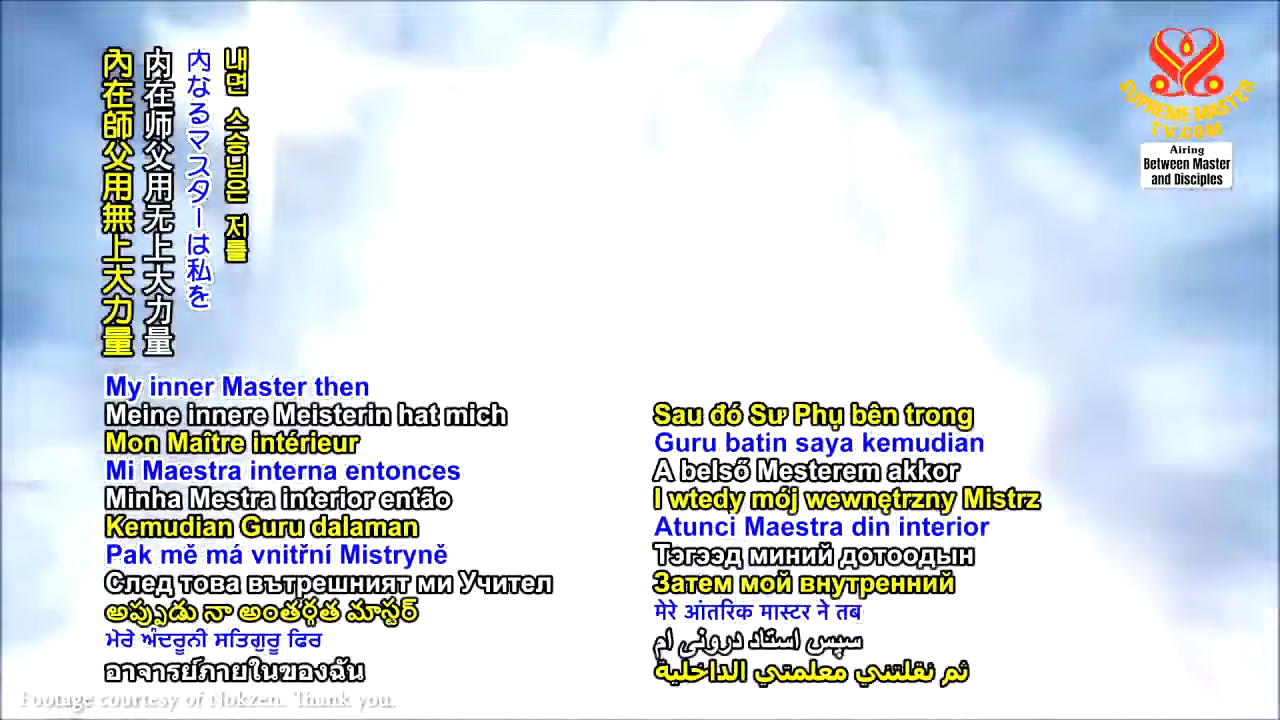 內在師父用無上大力量
内在师父用无上大力量
内なるマスターは私を
내면 스승님은 저를
SUPREME MASTER
TV.COM
Airing
Between Master
and Disciples
My inner Master then
Meine innere Meisterin hat mich
Mon Maître intérieur
Mi Maestra interna entonces
Minha Mestra interior então
Kemudian Guru dalaman
Pak mě má vnitřní Mistryně
След това вътрешният ми Учител
అప్పుడు నా అంతర్గత మాస్టర్
ਮੇਰੇ ਅੰਦਰੂਨੀ ਸਤਿਗੁਰੂ ਫਿਰ
อาจารย์ภายในของฉัน
Sau đó Sư Phụ bên trong
Guru batin saya kemudian
A belső Mesterem akkor
I wtedy mój wewnętrzny Mistrz
Atunci Maestra din interior
Тэгээд миний дотоодын
Затем мой внутренний
मेरे आंतरिक मास्टर ने तब
سپس استاد درونی ام
ثم نقلتني معلمتي الداخلية
Footage courtesy of Nokzen. Thank you.